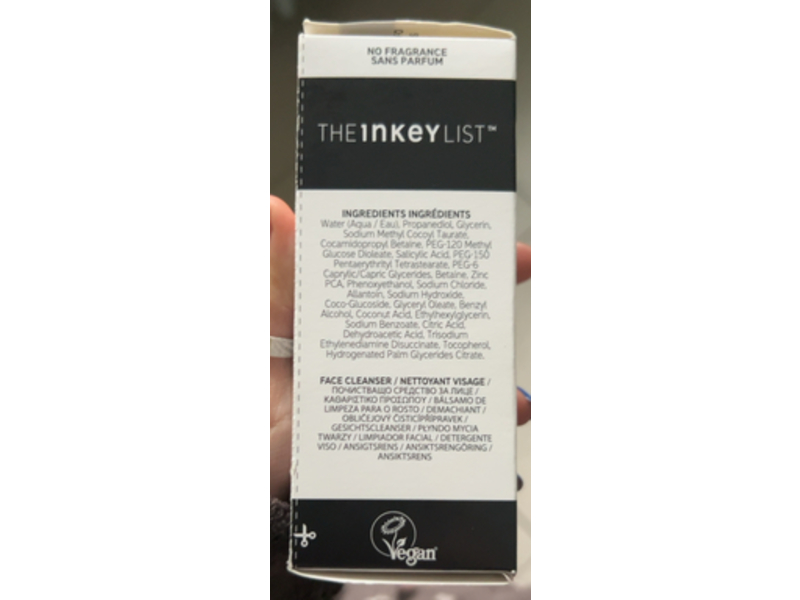 NO FRAGRANCE
SANS PARFUM
THE INKEY LIST™
INGREDIENTS INGRÉDIENTS
Water (Aqua / Eau), Propanediol, Glycerin,
Sodium Methyl Cocoyl Taurate,
Cocamidopropyl Betaine, PEG-120 Methyl
Glucose Dioleate, Salicylic Acid, PEG-150
Pentaerythrityl Tetrastearate, PEG-6
Caprylic/Capric Glycerides, Betaine, Zinc
PCA, Phenoxyethanol, Sodium Chloride,
Allantoin, Sodium Hydroxide,
Coco-Glucoside, Glyceryl Oleate, Benzyl
Alcohol, Coconut Acid, Ethylhexylglycerin,
Sodium Benzoate, Citric Acid,
Dehydroacetic Acid, Trisodium
Ethylenediamine Disuccinate, Tocopherol,
Hydrogenated Palm Glycerides Citrate.
FACE CLEANSER / NETTOYANT VISAGE /
ПОЧИСТВАЩО СРЕДСТВО ЗА ЛИЦЕ /
ΚΑΘΑΡΙΣΤΙΚΟ ΠΡΟΣΩΠΟΥ / BÁLSAMO DE
LIMPEZA PARA O ROSTO / DEMACHIANT /
OBLIČEJOVÝ ČISTICÍPŘÍPRAVEK /
GESICHTSCLEANSER / PŁYNDO MYCIA
TWARZY / LIMPIADOR FACIAL / DETERGENTE
VISO / ANSIGTSRENS / ANSIKTSRENGÖRING /
ANSIKTSRENS
Vegan